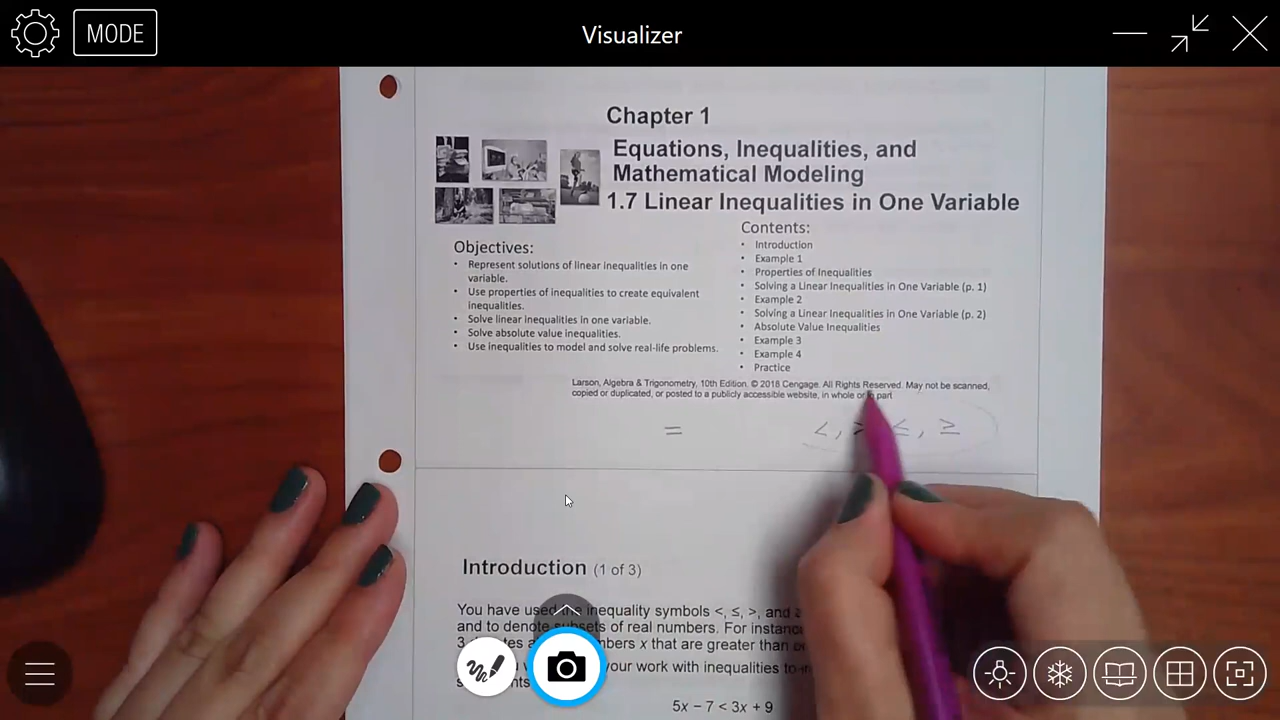 MODE
Visualizer
Chapter 1
Equations, Inequalities, and
Mathematical Modeling
1.7 Linear Inequalities in One Variable
Objectives:
• Represent solutions of linear inequalities in one
variable.
• Use properties of inequalities to create equivalent
inequalities.
• Solve linear inequalities in one variable.
• Solve absolute value inequalities.
• Use inequalities to model and solve real-life problems.
Contents:
• Introduction
• Example 1
• Properties of Inequalities
• Solving a Linear Inequalities in One Variable (p. 1)
• Example 2
• Solving a Linear Inequalities in One Variable (p. 2)
• Absolute Value Inequalities
• Example 3
• Example 4
• Practice
Larson, Algebra & Trigonometry, 10th Edition. © 2018 Cengage. All Rights Reserved. May not be scanned,
copied or duplicated, or posted to a publicly accessible website, in whole or in part
= <, > ≤, ≥
Introduction (1 of 3)
You have used the inequality symbols <, ≤, >, and
and to denote subsets of real numbers. For
3 numbers x that are greater than or
your work with inequalities to
5x − 7 < 3x + 9